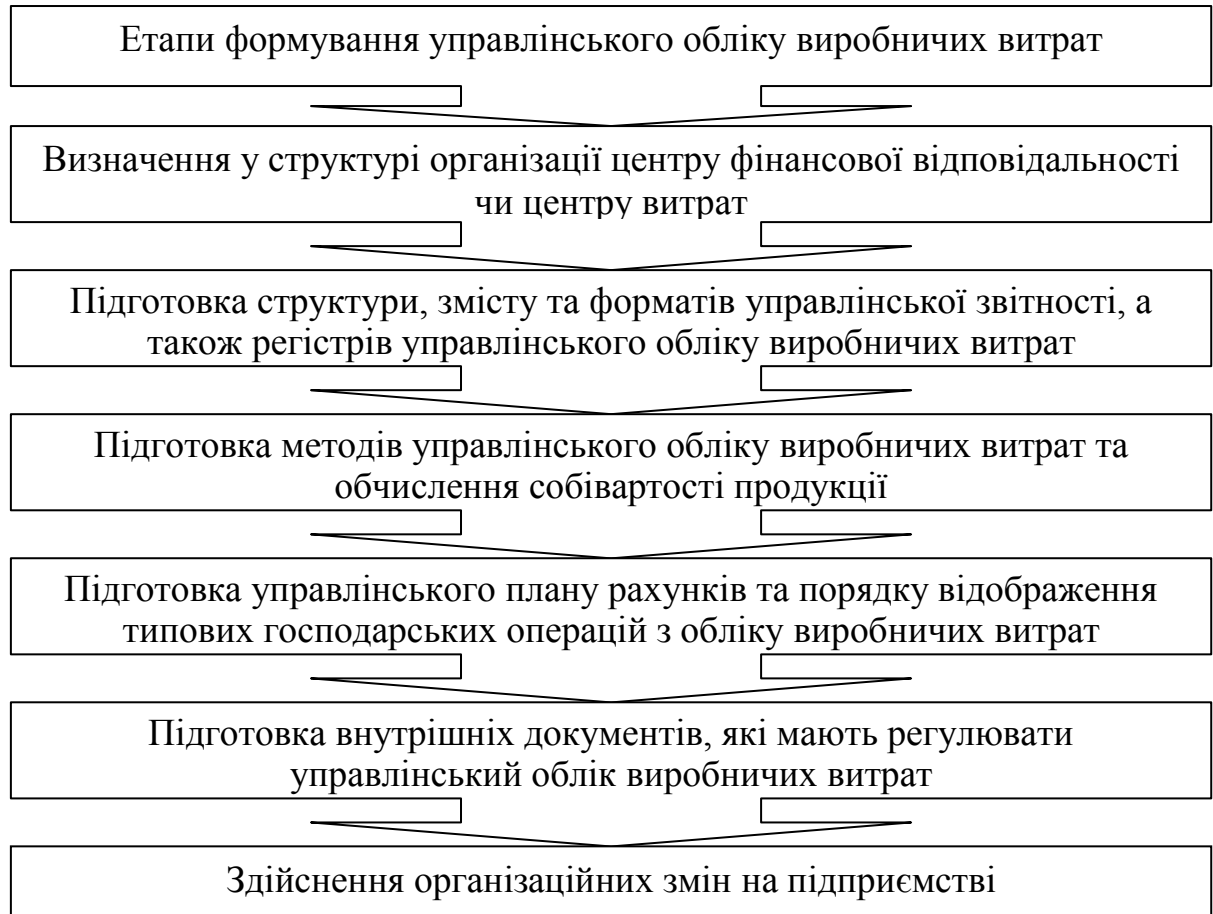 Етапи формування управлінського обліку виробничих витрат
Визначення у структурі організації центру фінансової відповідальності
чи центру витрат
Підготовка структури, змісту та форматів управлінської звітності, а
також регістрів управлінського обліку виробничих витрат
Підготовка методів управлінського обліку виробничих витрат та
обчислення собівартості продукції
Підготовка управлінського плану рахунків та порядку відображення
типових господарських операцій з обліку виробничих витрат
Підготовка внутрішніх документів, які мають регулювати
управлінський облік виробничих витрат
Здійснення організаційних змін на підприємстві